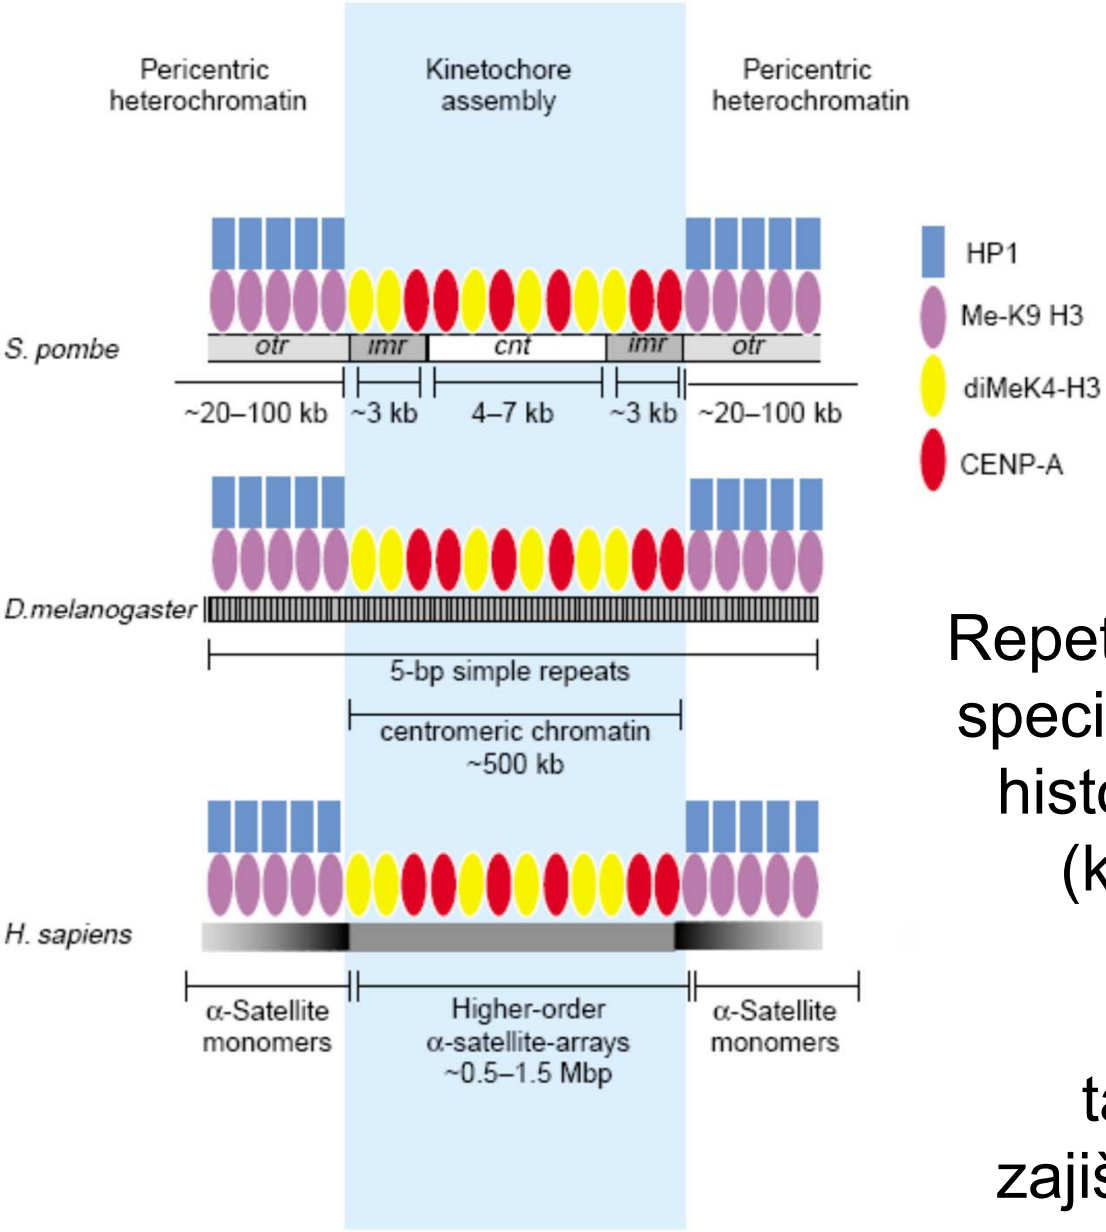 Pericentric
heterochromatin
Kinetochore
assembly
Pericentric
heterochromatin
HP1
Me-K9 H3
diMeK4-H3
CENP-A
S. pombe
otr
imr
cnt
imr
otr
~20–100 kb
~3 kb
4–7 kb
~3 kb
~20–100 kb
D.melanogaster
5-bp simple repeats
centromeric chromatin
~500 kb
H. sapiens
α-Satellite
monomers
Higher-order
α-satellite-arrays
~0.5–1.5 Mbp
α-Satellite
monomers